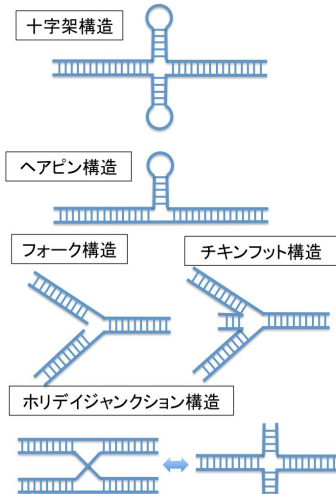 十字架構造
ヘアピン構造
フォーク構造
チキンフット構造
ホリデイジャンクション構造